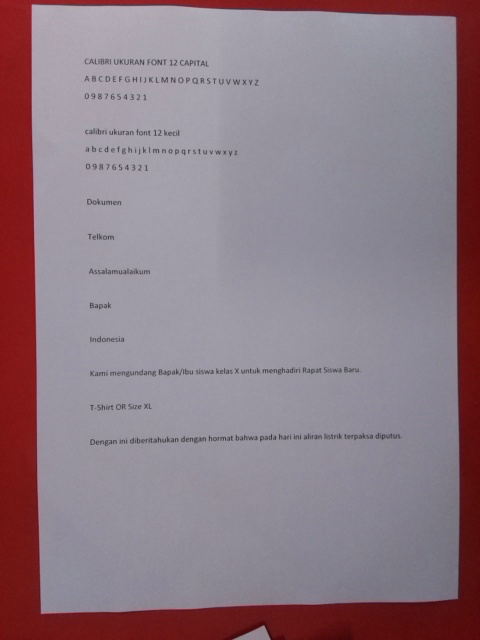 CALIBRI UKURAN FONT 12 CAPITAL
A B C D E F G H I J K L M N O P Q R S T U V W X Y Z
0 9 8 7 6 5 4 3 2 1
calibri ukuran font 12 kecil
a b c d e f g h i j k l m n o p q r s t u v w x y z
0 9 8 7 6 5 4 3 2 1
Dokumen
Telkom
Assalamualaikum
Bapak
Indonesia
Kami mengundang Bapak/Ibu siswa kelas X untuk menghadiri Rapat Siswa Baru.
T-Shirt OR Size XL
Dengan ini diberitahukan dengan hormat bahwa pada hari ini aliran listrik terpaksa diputus.